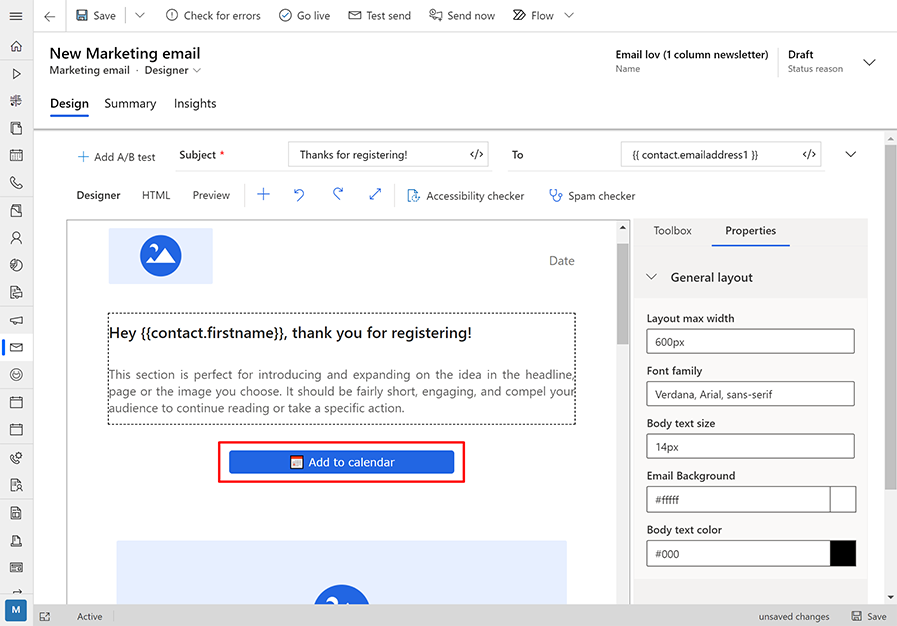 Save
Check for errors
Go live
Test send
Send now
Flow
New Marketing email
Marketing email · Designer
Email lov (1 column newsletter)
Name
Draft
Status reason
Design
Summary
Insights
Add A/B test
Subject *
Thanks for registering!
To
{{ contact.emailaddress1 }}
Designer
HTML
Preview
Accessibility checker
Spam checker
Date
Hey {{contact.firstname}}, thank you for registering!
This section is perfect for introducing and expanding on the idea in the headline,
page or the image you choose. It should be fairly short, engaging, and compel your
audience to continue reading or take a specific action.
Add to calendar
Toolbox
Properties
General layout
Layout max width
600px
Font family
Verdana, Arial, sans-serif
Body text size
14px
Email Background
#ffffff
Body text color
#000
M
Active
unsaved changes
Save